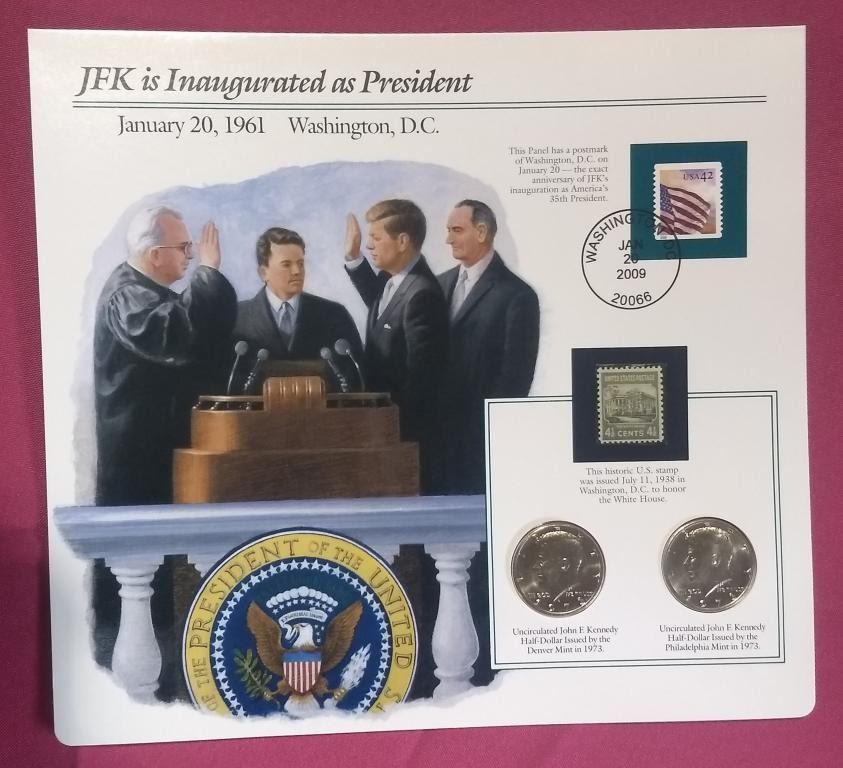 JFK is Inaugurated as President
January 20, 1961 Washington, D.C.
This Panel has a postmark
of Washington, D.C. on
January 20 — the exact
anniversary of JFK's
inauguration as America's
35th President.
USA 42
WASHINGTON, DC
JAN
20
2009
20066
UNITED STATES POSTAGE
4½ CENTS 4½
This historic U.S. stamp
was issued July 11, 1938 in
Washington, D.C. to honor
the White House.
Uncirculated John F. Kennedy
Half-Dollar Issued by the
Denver Mint in 1973.
Uncirculated John F. Kennedy
Half-Dollar Issued by the
Philadelphia Mint in 1973.
OF THE PRESIDENT OF THE UNITED STA